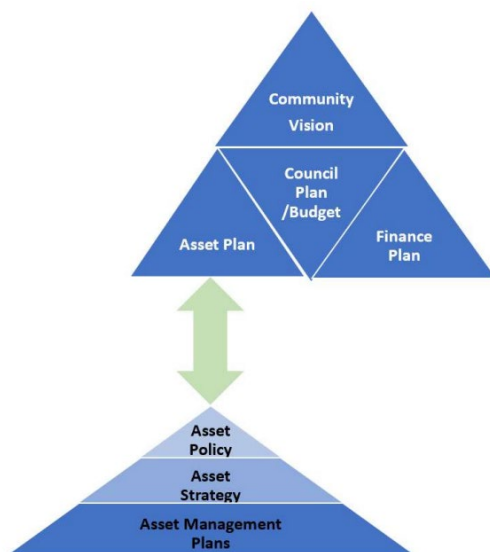 Community
Vision
Council
Plan
/Budget
Asset Plan
Finance
Plan
Asset
Policy
Asset
Strategy
Asset Management
Plans